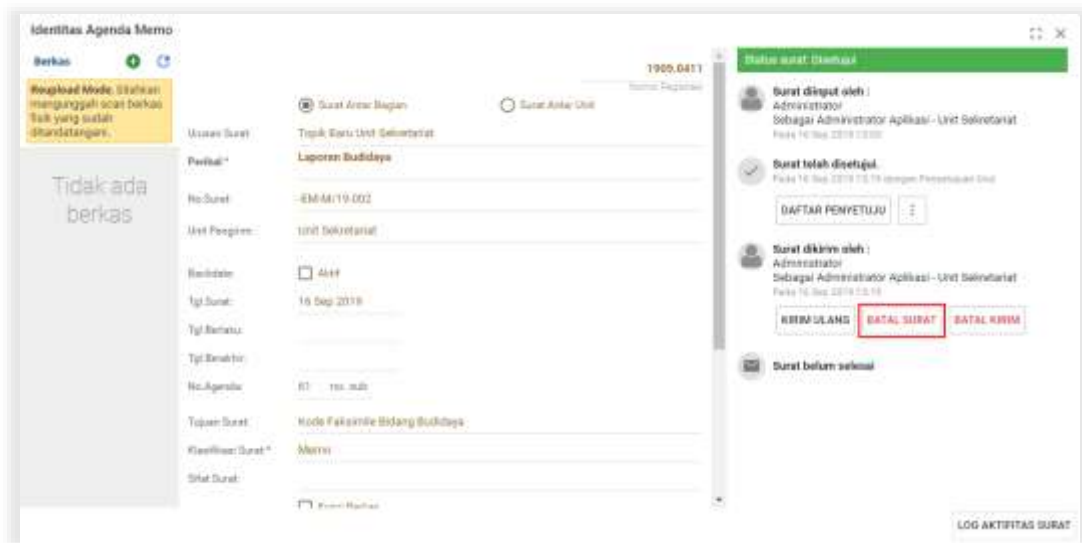 Identitas Agenda Memo
Berkas
Reupload Mode. Silahkan
mengunggah scan berkas
fisik yang sudah
ditandatangani.
Tidak ada
berkas
1909.0411
Nomor Registrasi
Surat Antar Bagian
Surat Antar Unit
Urusan Surat:
Topik Baru Unit Sekretariat
Perihal *
Laporan Budidaya
No.Surat:
-EM-M/19-002
Unit Pengirim:
Unit Sekretariat
Backdate:
Aktif
Tgl.Surat:
16 Sep 2019
Tgl.Berlaku:
Tgl.Berakhir:
No.Agenda:
61
no. sub
Tujuan Surat:
Kode Faksimile Bidang Budidaya
Klasifikasi Surat *
Memo
Sifat Surat:
Status surat: Disetujui
Surat diinput oleh :
Administrator
Sebagai Administrator Aplikasi - Unit Sekretariat
Surat telah disetujui.
DAFTAR PENYETUJU
Surat dikirim oleh :
Administrator
Sebagai Administrator Aplikasi - Unit Sekretariat
KIRIM ULANG
BATAL SURAT
BATAL KIRIM
Surat belum selesai
LOG AKTIFITAS SURAT